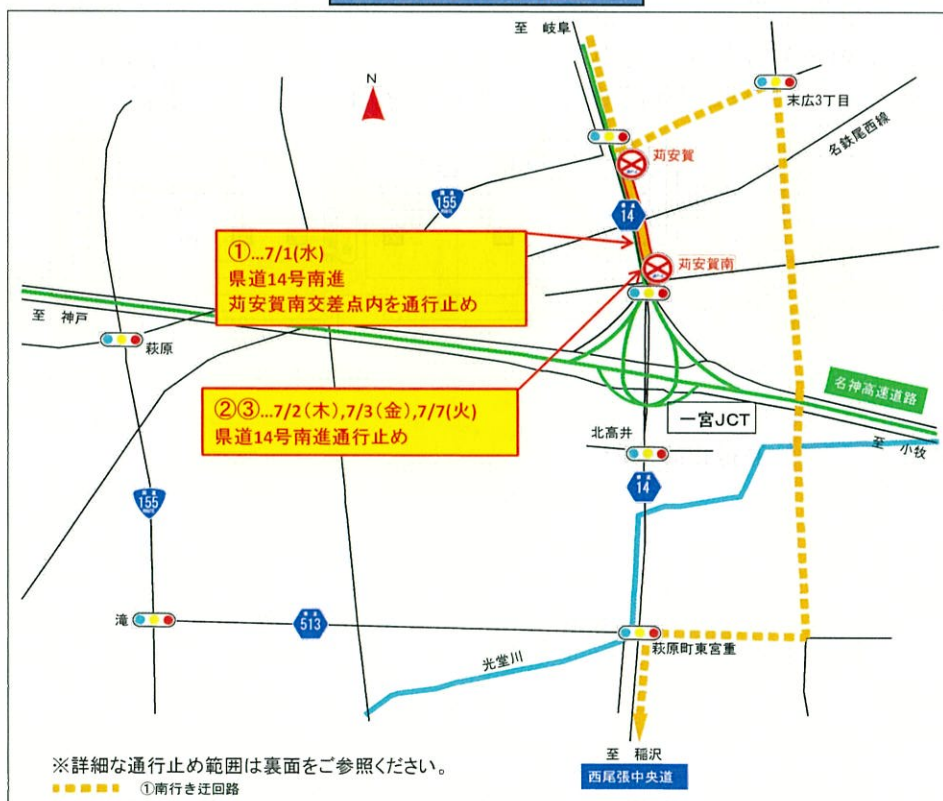 至 岐阜
N
末広3丁目
名鉄尾西線
苅安賀
155
14
①…7/1(水)
県道14号南進
苅安賀南交差点内を通行止め
苅安賀南
至 神戸
萩原
名神高速道路
②③…7/2(木),7/3(金),7/7(火)
県道14号南進通行止め
一宮JCT
至 小牧
北高井
155
14
滝
513
萩原町東宮重
光堂川
至 稲沢
西尾張中央道
※詳細な通行止め範囲は裏面をご参照ください。
①南行き迂回路